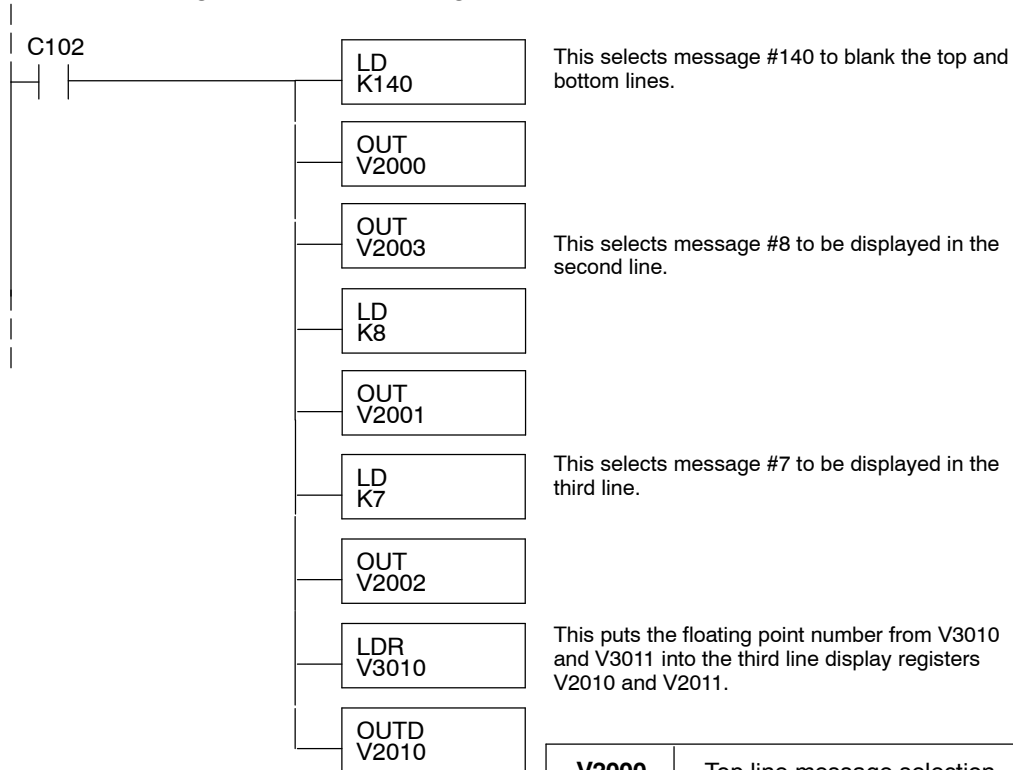 C102
LD
K140
This selects message #140 to blank the top and
bottom lines.
OUT
V2000
OUT
V2003
This selects message #8 to be displayed in the
second line.
LD
K8
OUT
V2001
LD
K7
This selects message #7 to be displayed in the
third line.
OUT
V2002
LDR
V3010
This puts the floating point number from V3010
and V3011 into the third line display registers
V2010 and V2011.
OUTD
V2010
V2000 Top line message selection